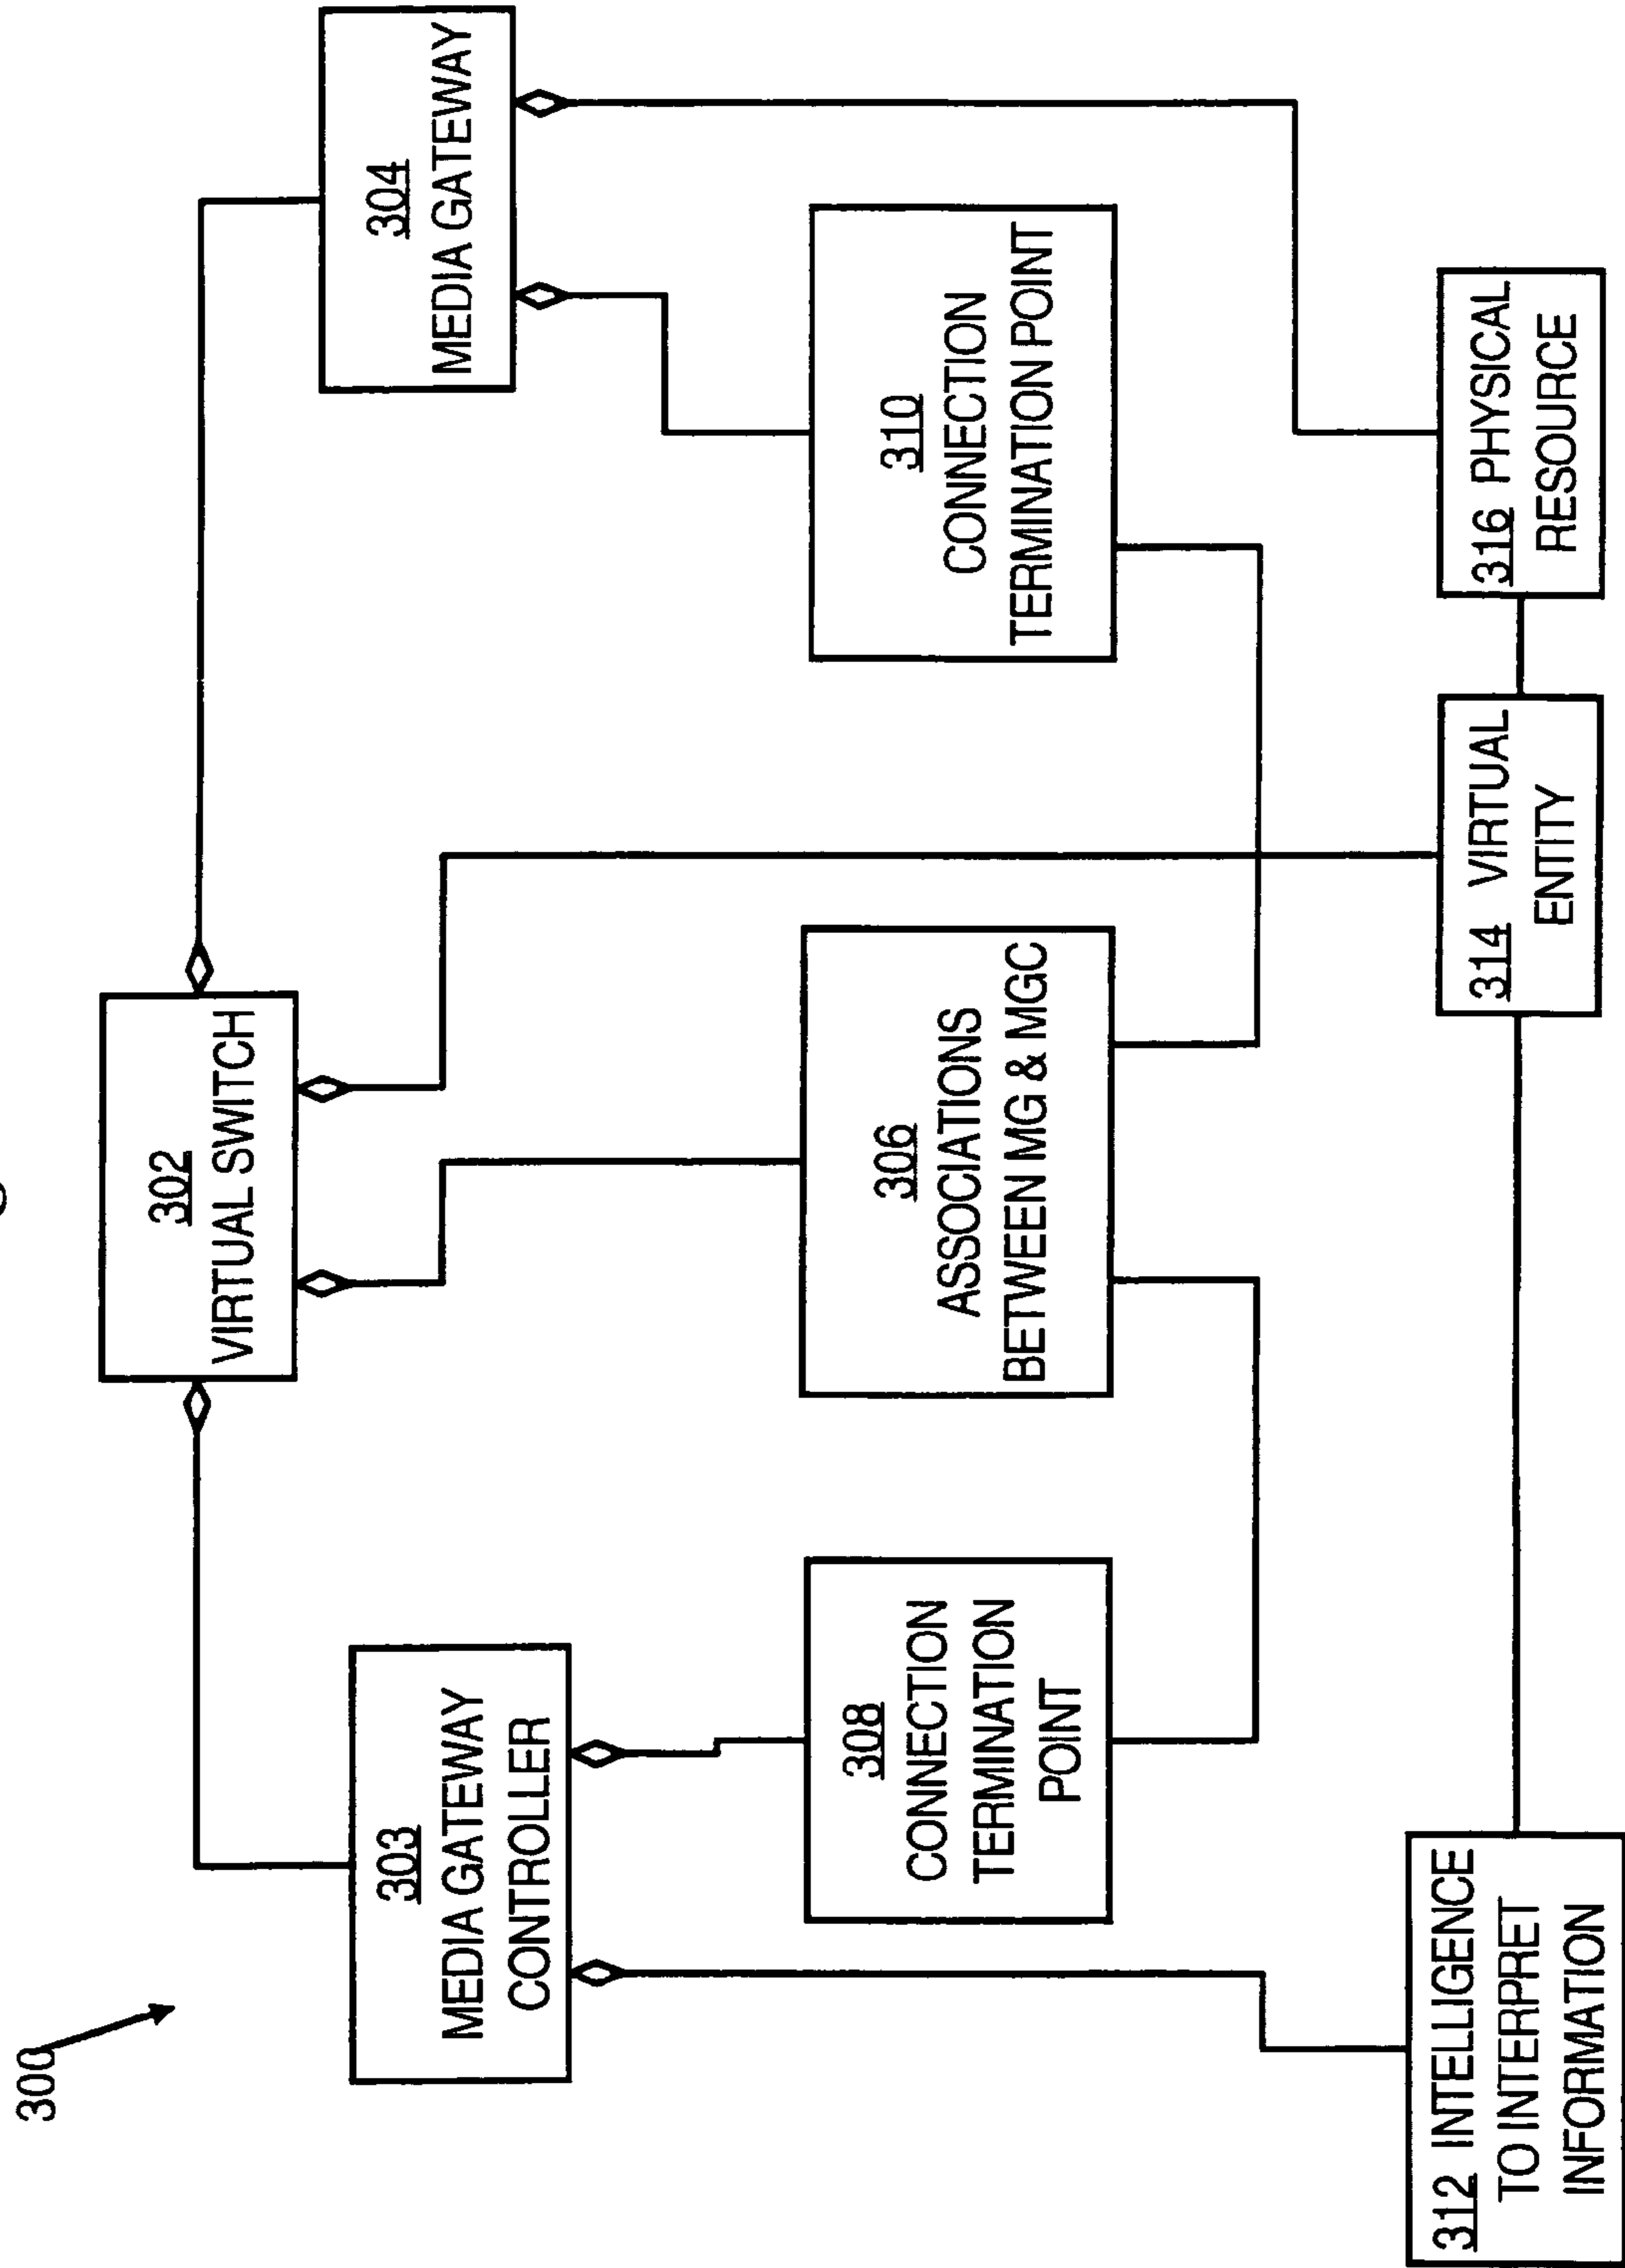 300
302
VIRTUAL SWITCH
303
MEDIA GATEWAY
CONTROLLER
304
MEDIA GATEWAY
308
CONNECTION
TERMINATION
POINT
306
ASSOCIATIONS
BETWEEN MG & MGC
310
CONNECTION
TERMINATION POINT
312 INTELLIGENCE
TO INTERPRET
INFORMATION
314 VIRTUAL
ENTITY
316 PHYSICAL
RESOURCE